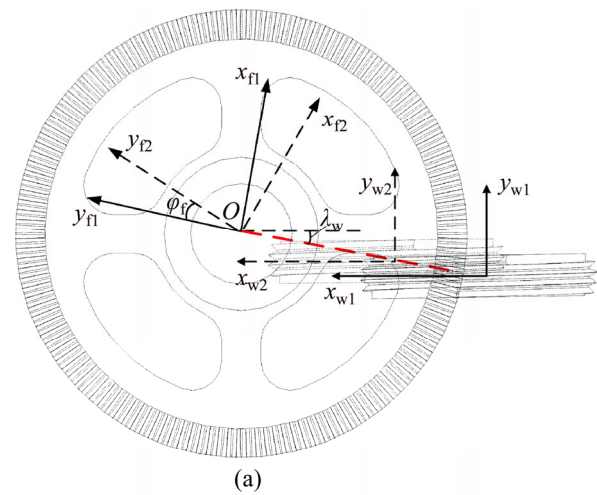 x_f1
x_f2
y_f2
y_f1
φ_f
O
λ_w
y_w2
y_w1
x_w2
x_w1
(a)